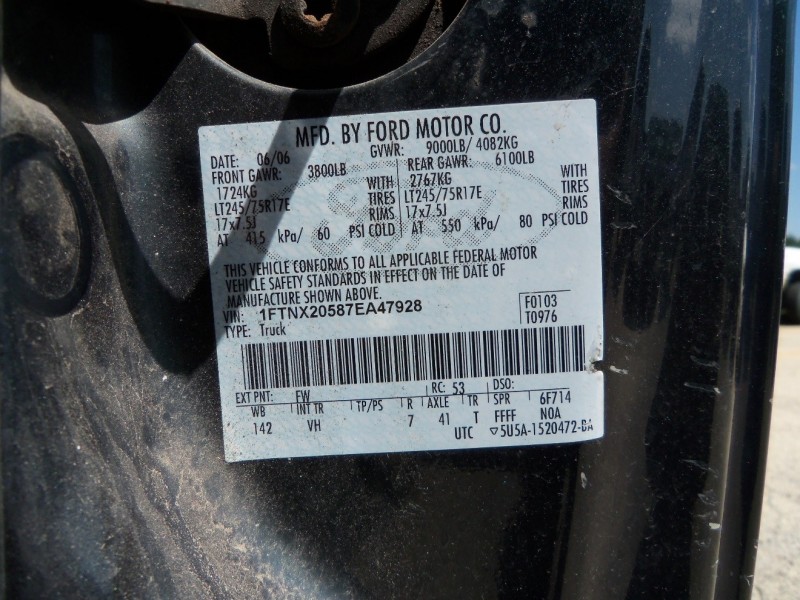 MFD. BY FORD MOTOR CO.
DATE: 06/06 GVWR: 9000LB/ 4082KG
FRONT GAWR: 3800LB REAR GAWR: 6100LB
1724KG WITH 2767KG WITH
LT245/75R17E TIRES LT245/75R17E TIRES
17x7.5J RIMS 17x7.5J RIMS
AT 415 kPa/ 60 PSI COLD AT 550 kPa/ 80 PSI COLD
THIS VEHICLE CONFORMS TO ALL APPLICABLE FEDERAL MOTOR
VEHICLE SAFETY STANDARDS IN EFFECT ON THE DATE OF
MANUFACTURE SHOWN ABOVE.
VIN: 1FTNX20587EA47928 F0103
TYPE: Truck T0976
EXT PNT: FW RC: 53 DSO:
WB INT TR TP/PS R AXLE TR SPR 6F714
142 VH 7 41 T FFFF NOA
UTC ▽5U5A-1520472-BA